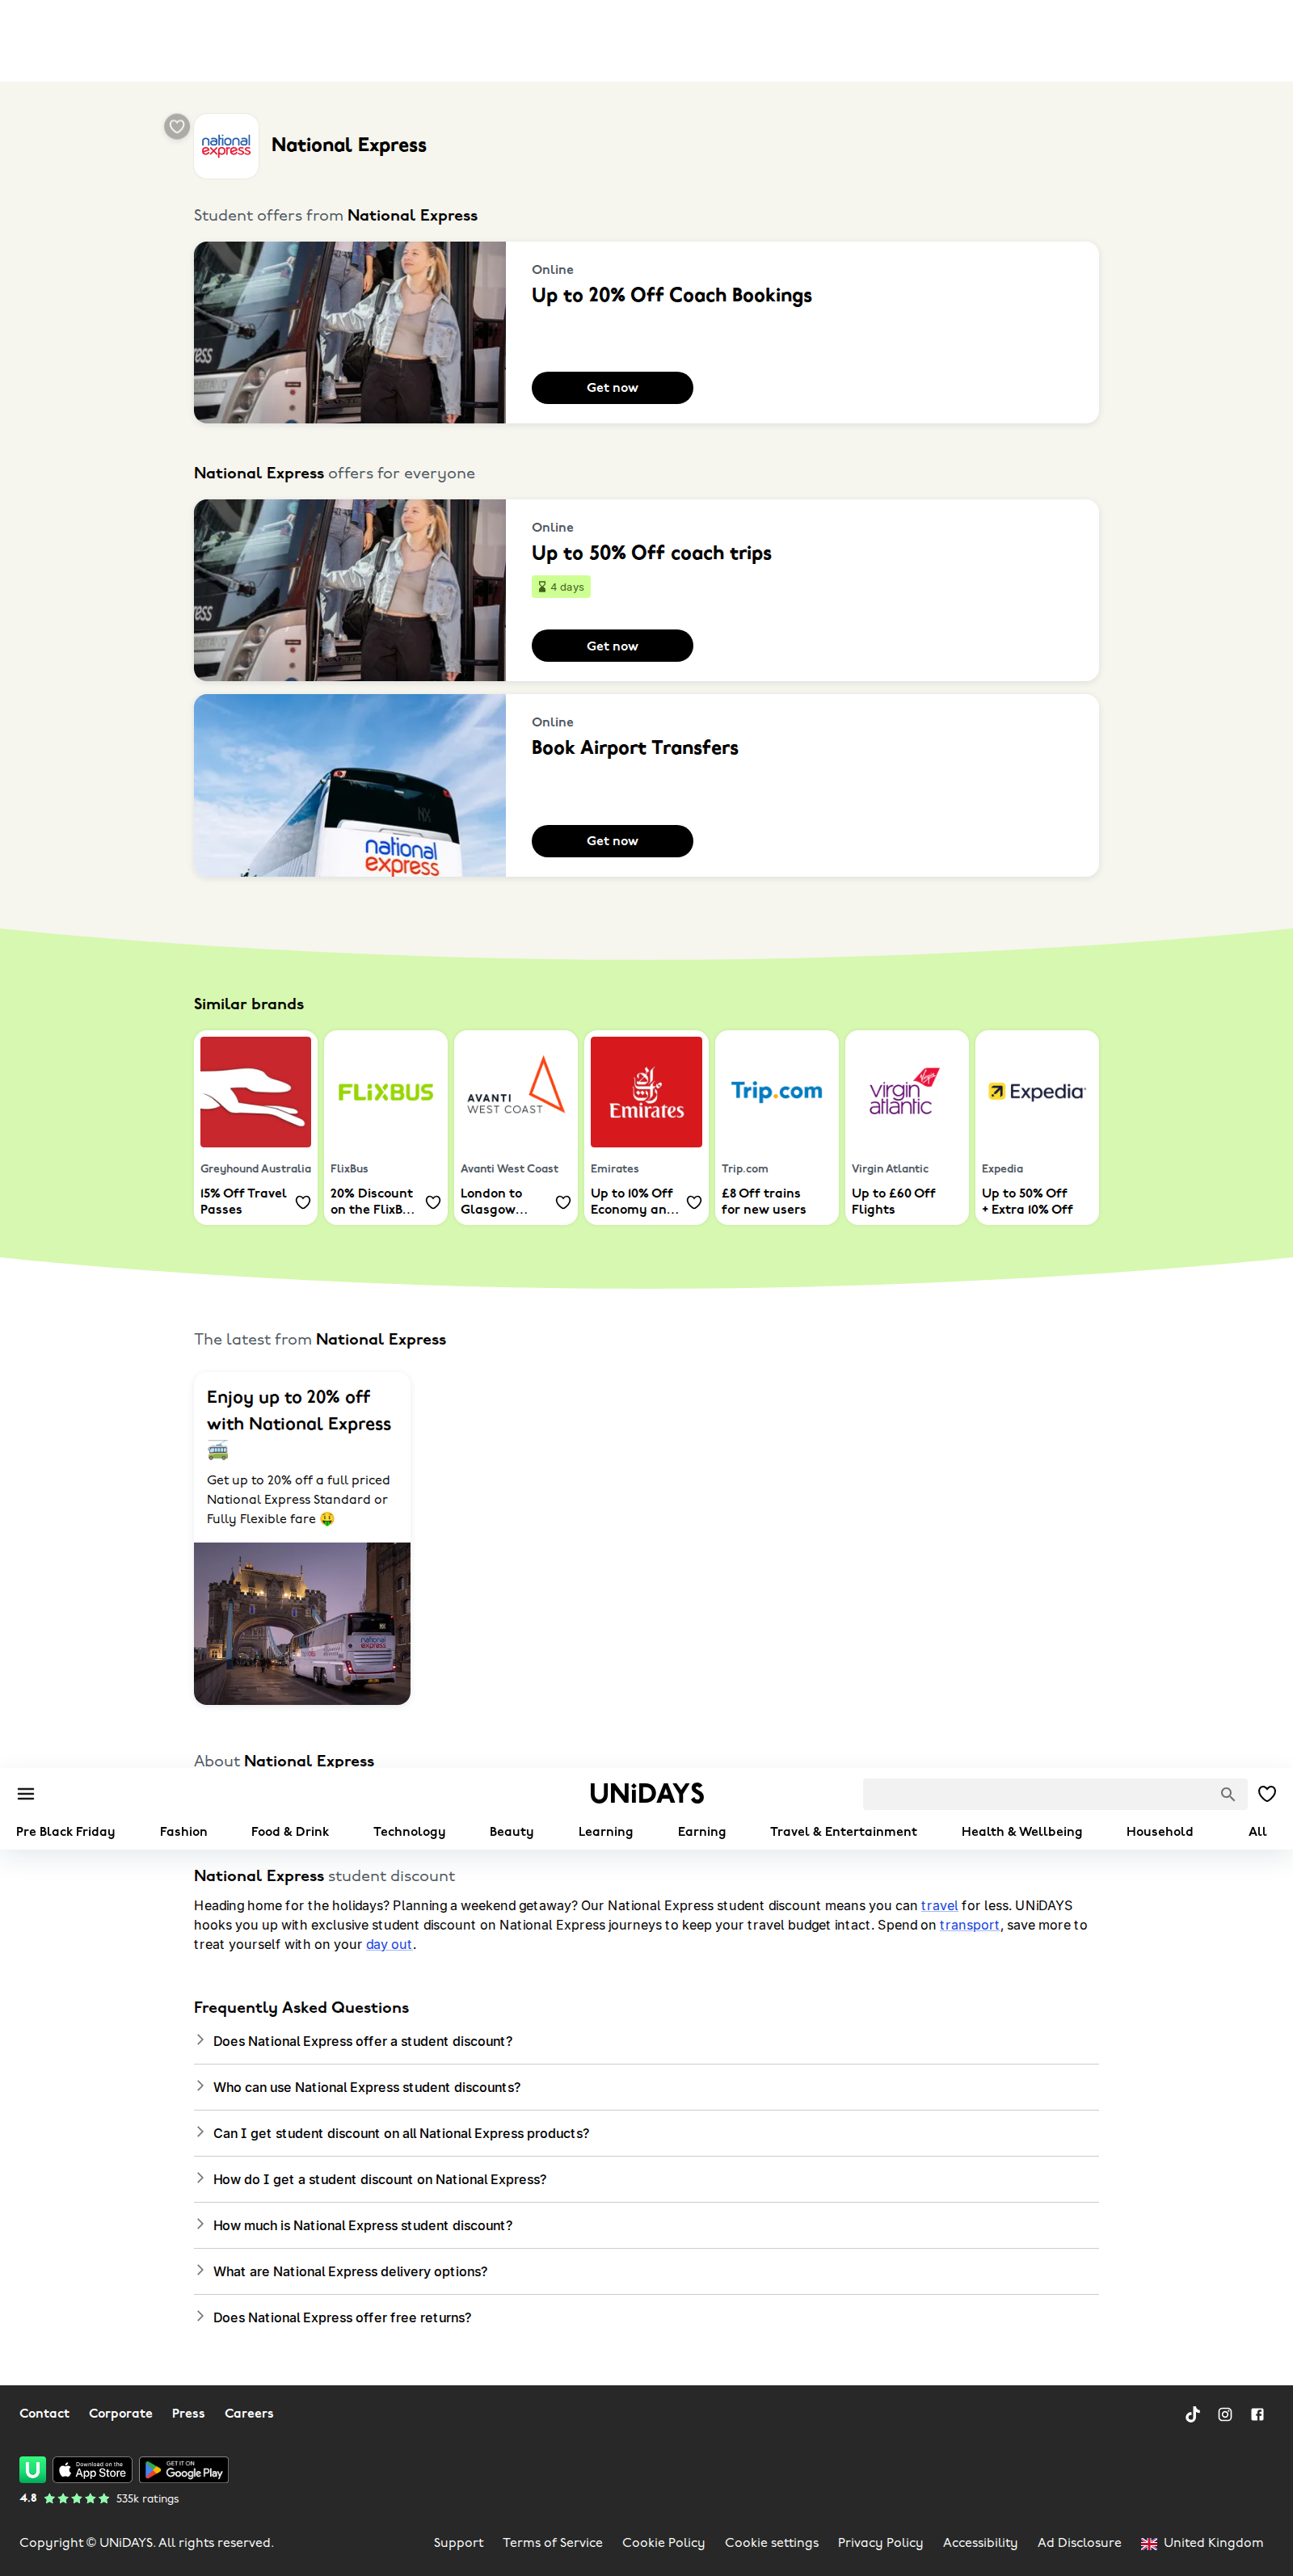 national
express
National Express
Student offers from National Express
Online
Up to 20% Off Coach Bookings
Get now
National Express offers for everyone
Online
Up to 50% Off coach trips
4 days
Get now
Online
Book Airport Transfers
Get now
national
express
Similar brands
FLiXBUS
AVANTI
WEST COAST
Emirates
Trip.com
virgin
atlantic
Expedia
Greyhound Australia
15% Off Travel
Passes
FlixBus
20% Discount
on the FlixB...
Avanti West Coast
London to
Glasgow...
Emirates
Up to 10% Off
Economy an...
Trip.com
£8 Off trains
for new users
Virgin Atlantic
Up to £60 Off
Flights
Expedia
Up to 50% Off
+ Extra 10% Off
The latest from National Express
Enjoy up to 20% off
with National Express
🚎
Get up to 20% off a full priced
National Express Standard or
Fully Flexible fare 🤑
national
express
About National Express
UNiDAYS
Pre Black Friday Fashion Food & Drink Technology Beauty Learning Earning Travel & Entertainment Health & Wellbeing Household All
National Express student discount
Heading home for the holidays? Planning a weekend getaway? Our National Express student discount means you can travel for less. UNiDAYS
hooks you up with exclusive student discount on National Express journeys to keep your travel budget intact. Spend on transport, save more to
treat yourself with on your day out.
Frequently Asked Questions
Does National Express offer a student discount?
Who can use National Express student discounts?
Can I get student discount on all National Express products?
How do I get a student discount on National Express?
How much is National Express student discount?
What are National Express delivery options?
Does National Express offer free returns?
Contact Corporate Press Careers
U
Download on the
App Store
GET IT ON
Google Play
4.8 ★★★★★ 535k ratings
Copyright © UNiDAYS. All rights reserved.
Support Terms of Service Cookie Policy Cookie settings Privacy Policy Accessibility Ad Disclosure United Kingdom